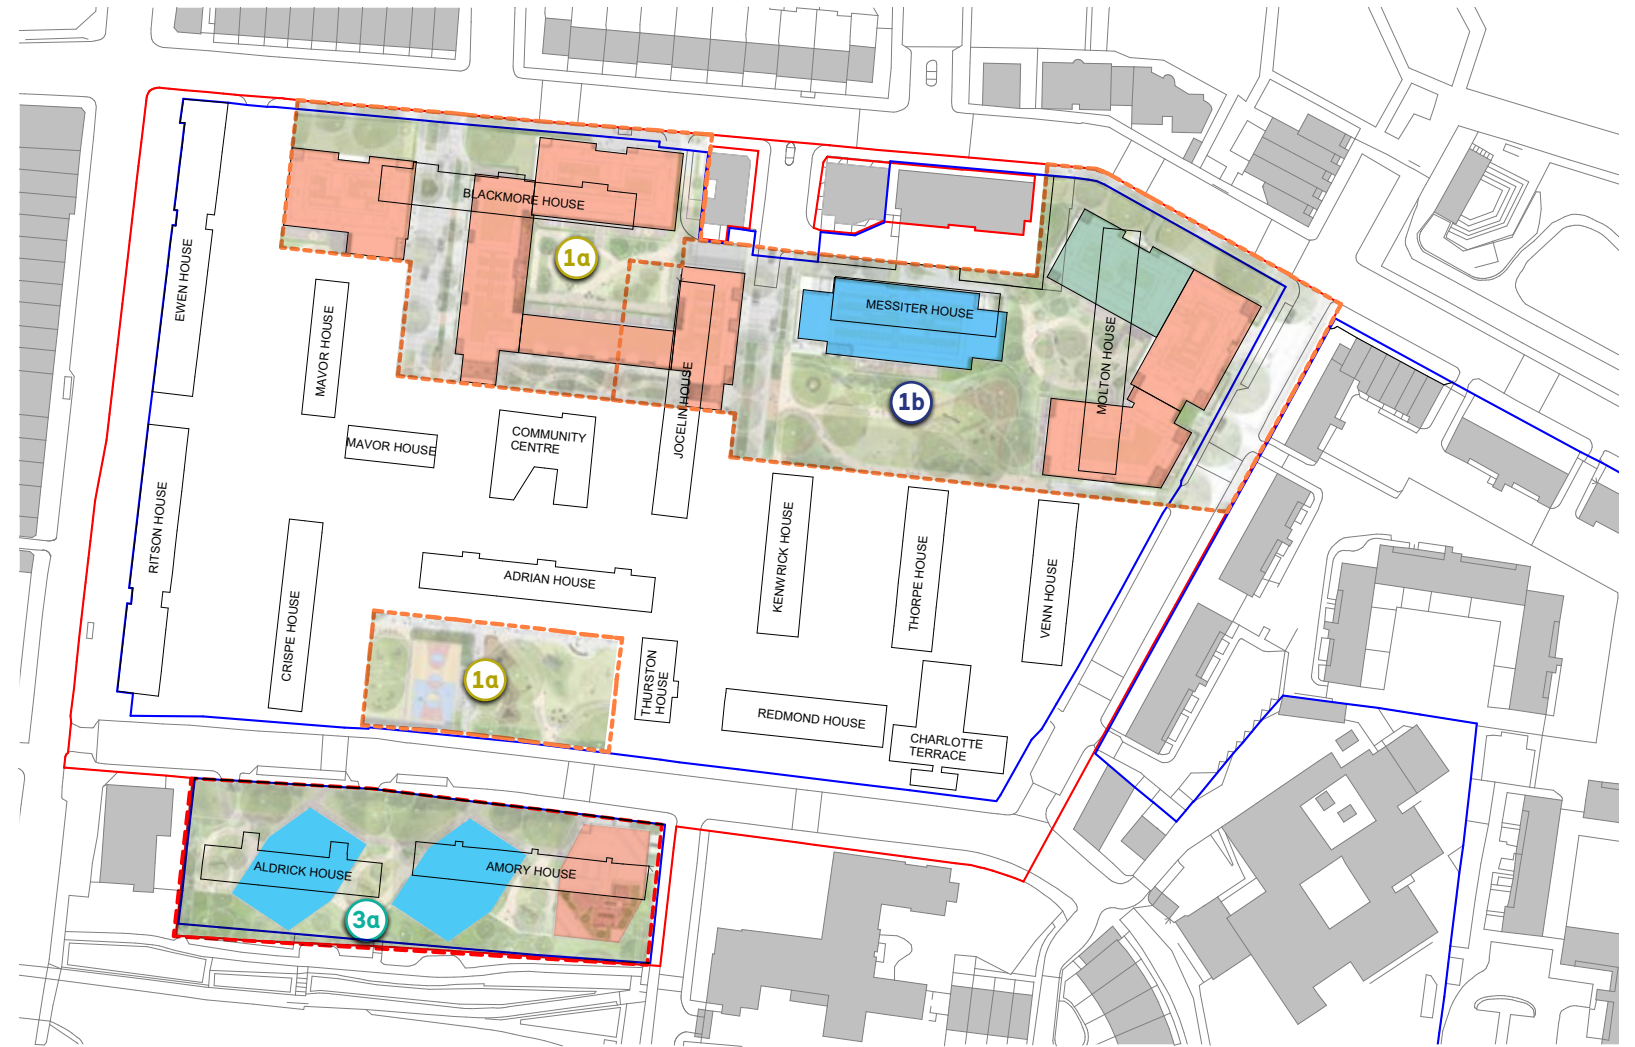 BLACKMORE HOUSE
1a
EWEN HOUSE
MAVOR HOUSE
MAVOR HOUSE
COMMUNITY
CENTRE
JOCELIN HOUSE
MESSITER HOUSE
1b
MOLTON HOUSE
RITSON HOUSE
CRISPE HOUSE
ADRIAN HOUSE
KENWRICK HOUSE
THORPE HOUSE
VENN HOUSE
1a
THURSTON
HOUSE
REDMOND HOUSE
CHARLOTTE
TERRACE
ALDRICK HOUSE
AMORY HOUSE
3a